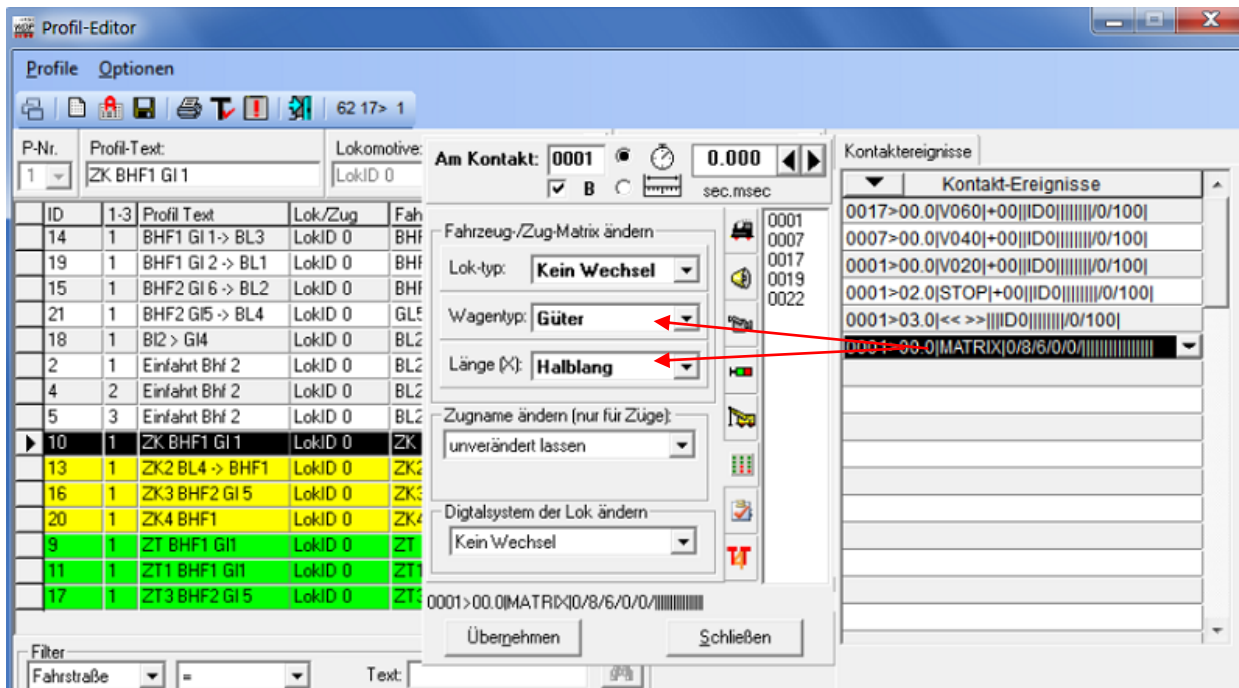 WDP Profil-Editor
Profile Optionen
62 17> 1
P-Nr. Profil-Text: Lokomotive:
1 ZK BHF1 Gl 1 LokID 0
ID 1-3 Profil Text Lok/Zug Fah
14 1 BHF1 Gl 1-> BL3 LokID 0 BHF
19 1 BHF1 Gl 2 -> BL1 LokID 0 BHF
15 1 BHF2 Gl 6 -> BL2 LokID 0 BHF
21 1 BHF2 Gl5 -> BL4 LokID 0 GL5
18 1 Bl2 > Gl4 LokID 0 BL2
2 1 Einfahrt Bhf 2 LokID 0 BL2
4 2 Einfahrt Bhf 2 LokID 0 BL2
5 3 Einfahrt Bhf 2 LokID 0 BL2
10 1 ZK BHF1 Gl 1 LokID 0 ZK
13 1 ZK2 BL4 -> BHF1 LokID 0 ZK2
16 1 ZK3 BHF2 Gl 5 LokID 0 ZK3
20 1 ZK4 BHF1 LokID 0 ZK4
9 1 ZT BHF1 Gl1 LokID 0 ZT
11 1 ZT1 BHF1 Gl1 LokID 0 ZT1
17 1 ZT3 BHF2 Gl 5 LokID 0 ZT3
Filter
Fahrstraße = Text:
Am Kontakt: 0001 0.000
B sec.msec
Fahrzeug-/Zug-Matrix ändern
Lok-typ: Kein Wechsel
Wagentyp: Güter
Länge (X): Halblang
Zugname ändern (nur für Züge):
unverändert lassen
Digtalsystem der Lok ändern
Kein Wechsel
0001
0007
0017
0019
0022
0001>00.0|MATRIX|0/8/6/0/0/||||||||||||||||
Übernehmen Schließen
Kontaktereignisse
Kontakt-Ereignisse
0017>00.0|V060|+00||ID0||||||||/0/100|
0007>00.0|V040|+00||ID0||||||||/0/100|
0001>00.0|V020|+00||ID0||||||||/0/100|
0001>02.0|STOP|+00||ID0||||||||/0/100|
0001>03.0|<< >>|||ID0||||||||/0/100|
0001>00.0|MATRIX|0/8/6/0/0/||||||||||||||||